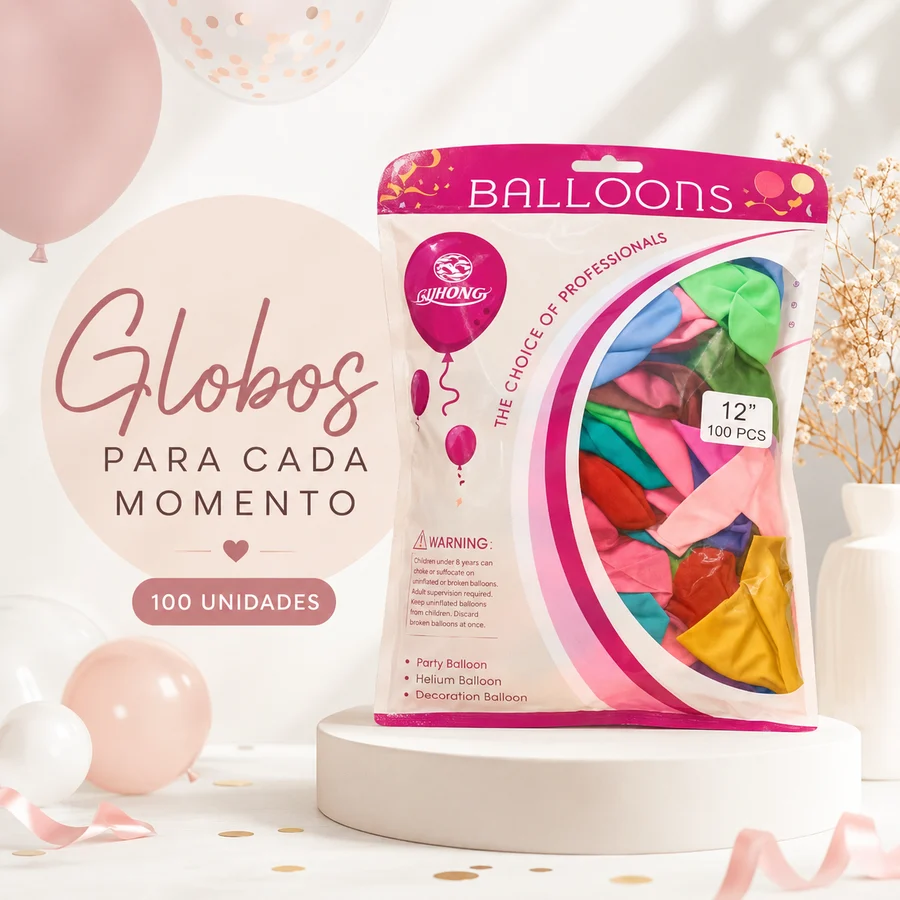 Globos
PARA CADA
MOMENTO
100 UNIDADES
BALLOONS
GIJHONG
THE CHOICE OF PROFESSIONALS
12”
100 PCS
WARNING:
Children under 8 years can
choke or suffocate on
uninflated or broken balloons.
Adult supervision required.
Keep uninflated balloons
from children. Discard
broken balloons at once.
• Party Balloon
• Helium Balloon
• Decoration Balloon